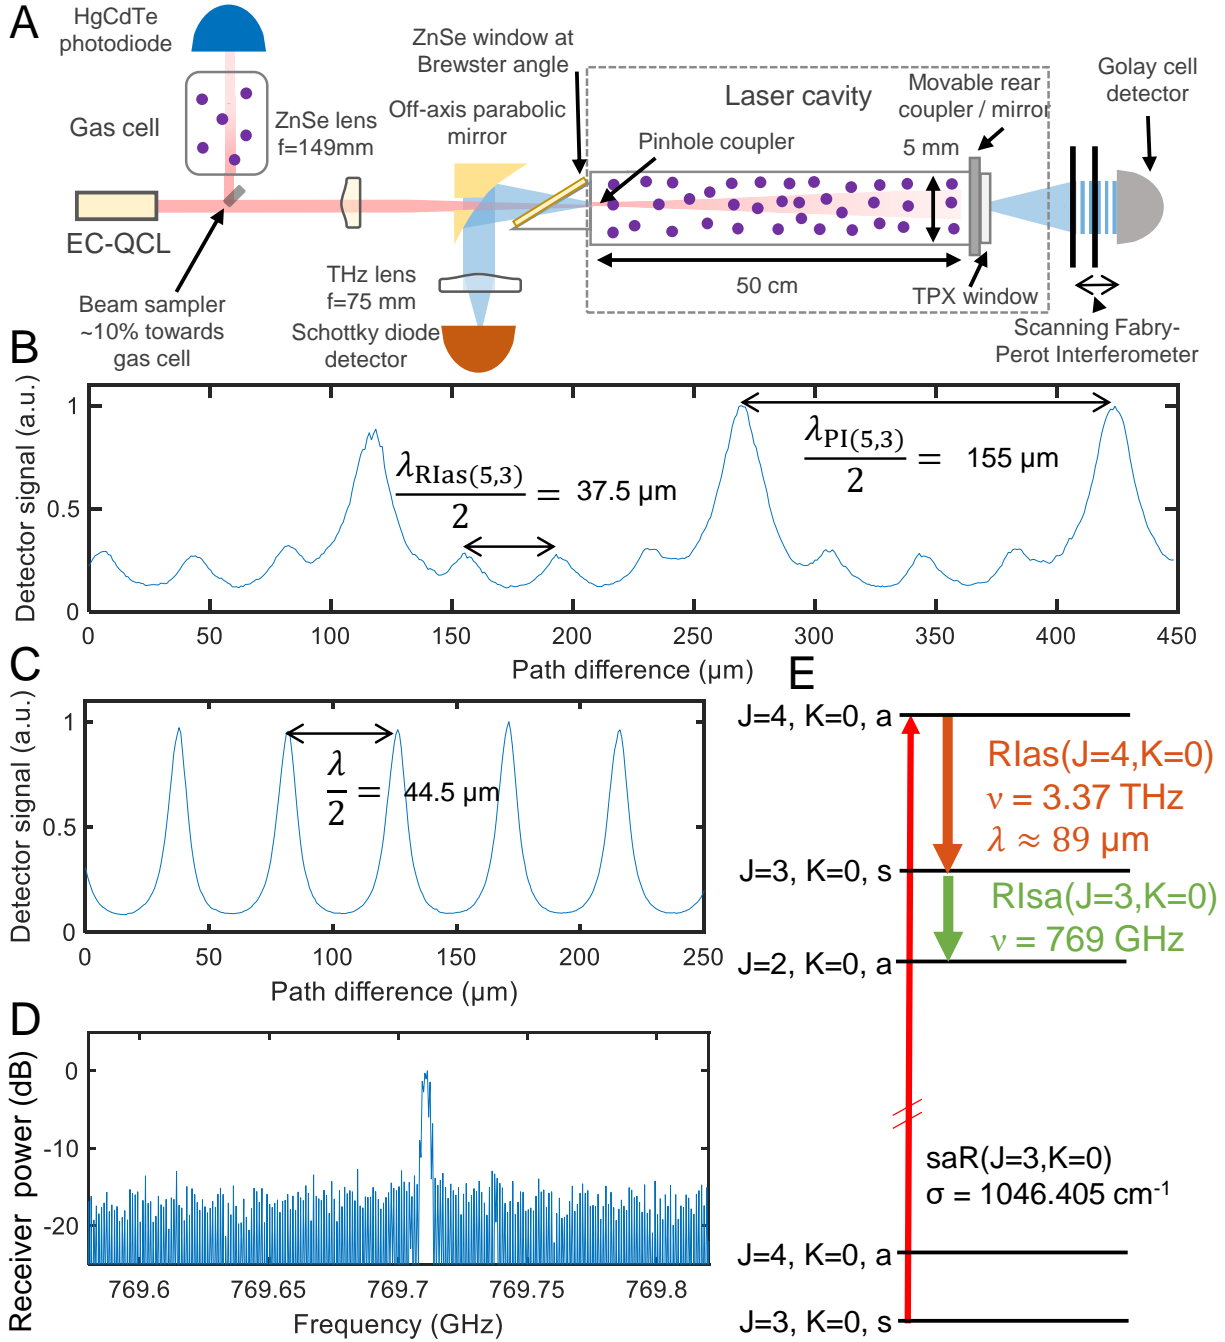 A
HgCdTe
photodiode
Gas cell
ZnSe lens
f=149mm
EC-QCL
Beam sampler
~10% towards
gas cell
ZnSe window at
Brewster angle
Off-axis parabolic
mirror
THz lens
f=75 mm
Schottky diode
detector
Laser cavity
Pinhole coupler
Movable rear
coupler / mirror
5 mm
50 cm
TPX window
Golay cell
detector
Scanning Fabry-
Perot Interferometer
B
Detector signal (a.u.)
1
0.5
0
λRIas(5,3)/2 = 37.5 µm
λPI(5,3)/2 = 155 µm
0 50 100 150 200 250 300 350 400 450
Path difference (µm)
C
Detector signal (a.u.)
1
0.5
0
λ/2 = 44.5 µm
0 50 100 150 200 250
Path difference (µm)
D
Receiver power (dB)
0
-10
-20
769.6 769.65 769.7 769.75 769.8
Frequency (GHz)
E
J=4, K=0, a
RIas(J=4,K=0)
ν = 3.37 THz
λ ≈ 89 µm
J=3, K=0, s
RIsa(J=3,K=0)
ν = 769 GHz
J=2, K=0, a
saR(J=3,K=0)
σ = 1046.405 cm⁻¹
J=4, K=0, a
J=3, K=0, s